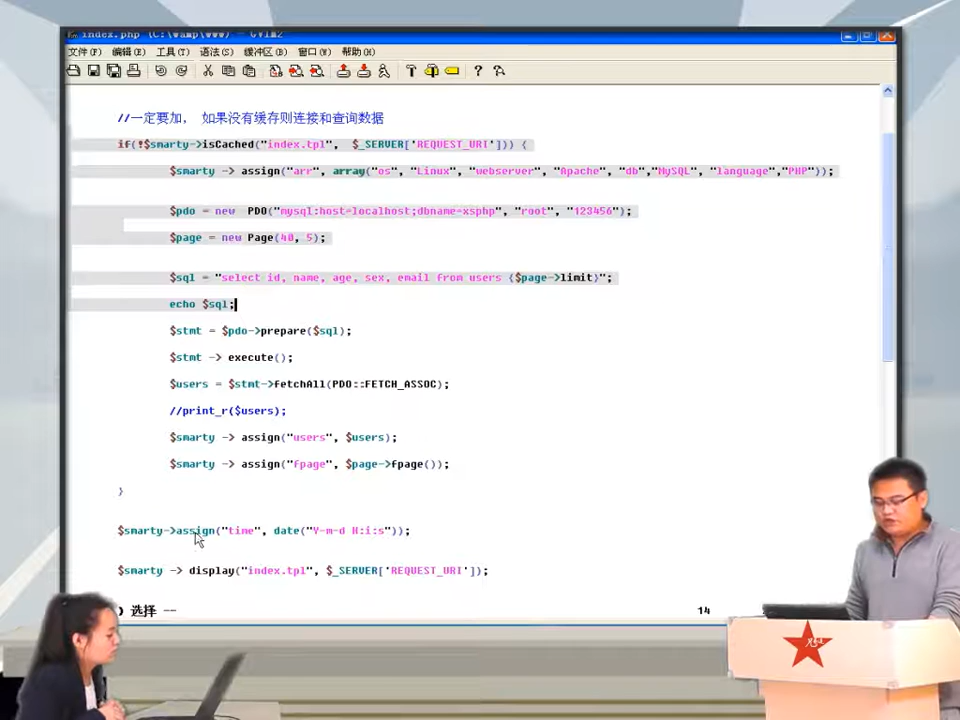 index.php (C:\wamp\www) - GVIM2
文件(F) 编辑(E) 工具(T) 语法(S) 缓冲区(B) 窗口(W) 帮助(H)
//一定要加, 如果没有缓存则连接和查询数据
if(!$smarty->isCached("index.tpl", $_SERVER['REQUEST_URI'])) {
$smarty -> assign("arr", array("os", "Linux", "webserver", "Apache", "db","MySQL", "language","PHP"));
$pdo = new PDO("mysql:host=localhost;dbname=xsphp", "root", "123456");
$page = new Page(40, 5);
$sql = "select id, name, age, sex, email from users {$page->limit}";
echo $sql;
$stmt = $pdo->prepare($sql);
$stmt -> execute();
$users = $stmt->fetchAll(PDO::FETCH_ASSOC);
//print_r($users);
$smarty -> assign("users", $users);
$smarty -> assign("fpage", $page->fpage());
}
$smarty->assign("time", date("Y-m-d H:i:s"));
$smarty -> display("index.tpl", $_SERVER['REQUEST_URI']);
) 选择 -- 14